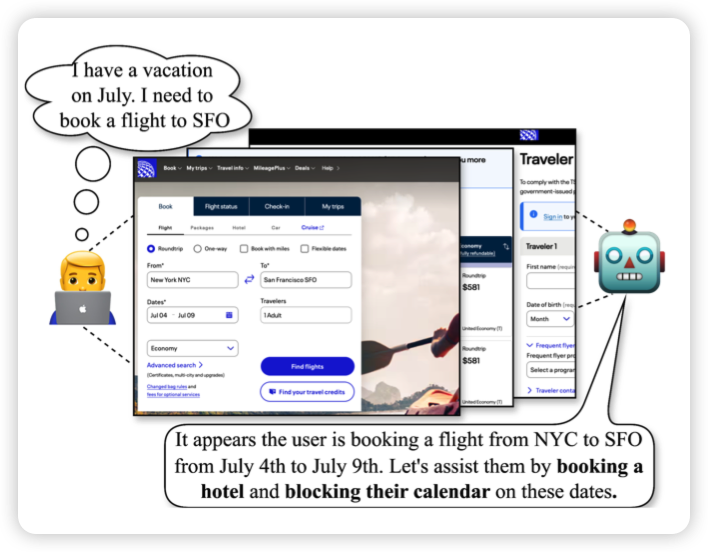 I have a vacation
on July. I need to
book a flight to SFO
Book My trips Travel info MileagePlus Deals Help
Book Flight status Check-in My trips
Flight Packages Hotel Car Cruise
Roundtrip One-way Book with miles Flexible dates
From* To*
New York NYC San Francisco SFO
Dates* Travelers
Jul 04 - Jul 09 1 Adult
Economy
Advanced search
(Certificates, multi-city and upgrades)
Find flights
Changed bag rules and
fees for optional services
Find your travel credits
u more
conomy
fully refundable)
Roundtrip
$581
United Economy (T)
Roundtrip
$581
United Economy (T)
Traveler
To comply with the TS
government-issued p
Sign in to yo
Traveler 1
First name (require
Date of birth (req
Month
Frequent flyer
Frequent flyer pro
Select a program
Traveler conta
It appears the user is booking a flight from NYC to SFO
from July 4th to July 9th. Let's assist them by booking a
hotel and blocking their calendar on these dates.